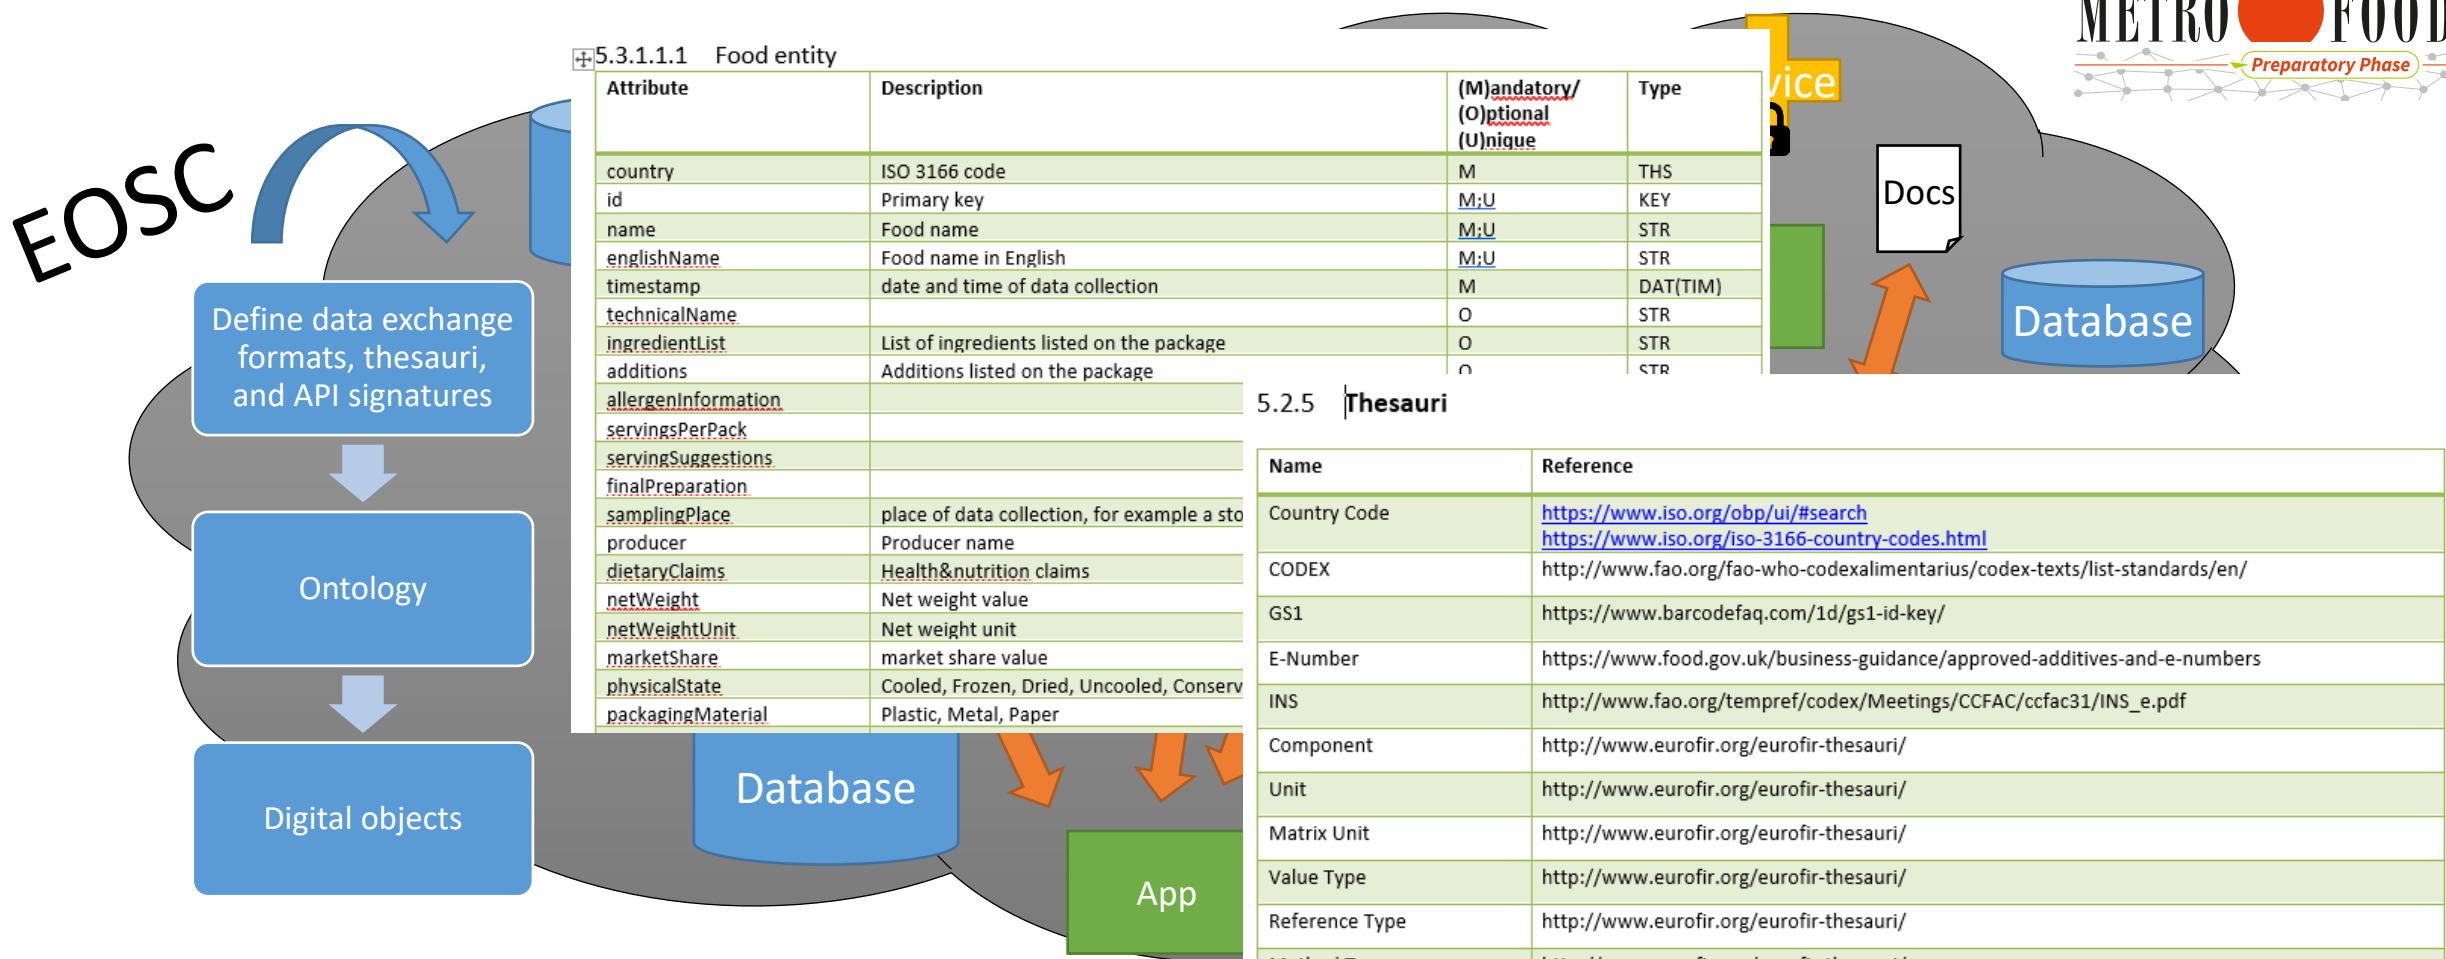 METRO FOOD
Preparatory Phase
EOSC
Define data exchange
formats, thesauri,
and API signatures
Ontology
Digital objects
5.3.1.1.1 Food entity
Attribute Description (M)andatory/ Type
(O)ptional
(U)nique
country ISO 3166 code M THS
id Primary key M;U KEY
name Food name M;U STR
englishName Food name in English M;U STR
timestamp date and time of data collection M DAT(TIM)
technicalName O STR
ingredientList List of ingredients listed on the package O STR
additions Additions listed on the package O STR
allergenInformation
servingsPerPack
servingSuggestions
finalPreparation
samplingPlace place of data collection, for example a sto
producer Producer name
dietaryClaims Health&nutrition claims
netWeight Net weight value
netWeightUnit Net weight unit
marketShare market share value
physicalState Cooled, Frozen, Dried, Uncooled, Conserv
packagingMaterial Plastic, Metal, Paper
vice
Docs
Database
5.2.5 Thesauri
Name Reference
Country Code https://www.iso.org/obp/ui/#search
https://www.iso.org/iso-3166-country-codes.html
CODEX http://www.fao.org/fao-who-codexalimentarius/codex-texts/list-standards/en/
GS1 https://www.barcodefaq.com/1d/gs1-id-key/
E-Number https://www.food.gov.uk/business-guidance/approved-additives-and-e-numbers
INS http://www.fao.org/tempref/codex/Meetings/CCFAC/ccfac31/INS_e.pdf
Component http://www.eurofir.org/eurofir-thesauri/
Unit http://www.eurofir.org/eurofir-thesauri/
Matrix Unit http://www.eurofir.org/eurofir-thesauri/
Value Type http://www.eurofir.org/eurofir-thesauri/
Reference Type http://www.eurofir.org/eurofir-thesauri/
Database
App